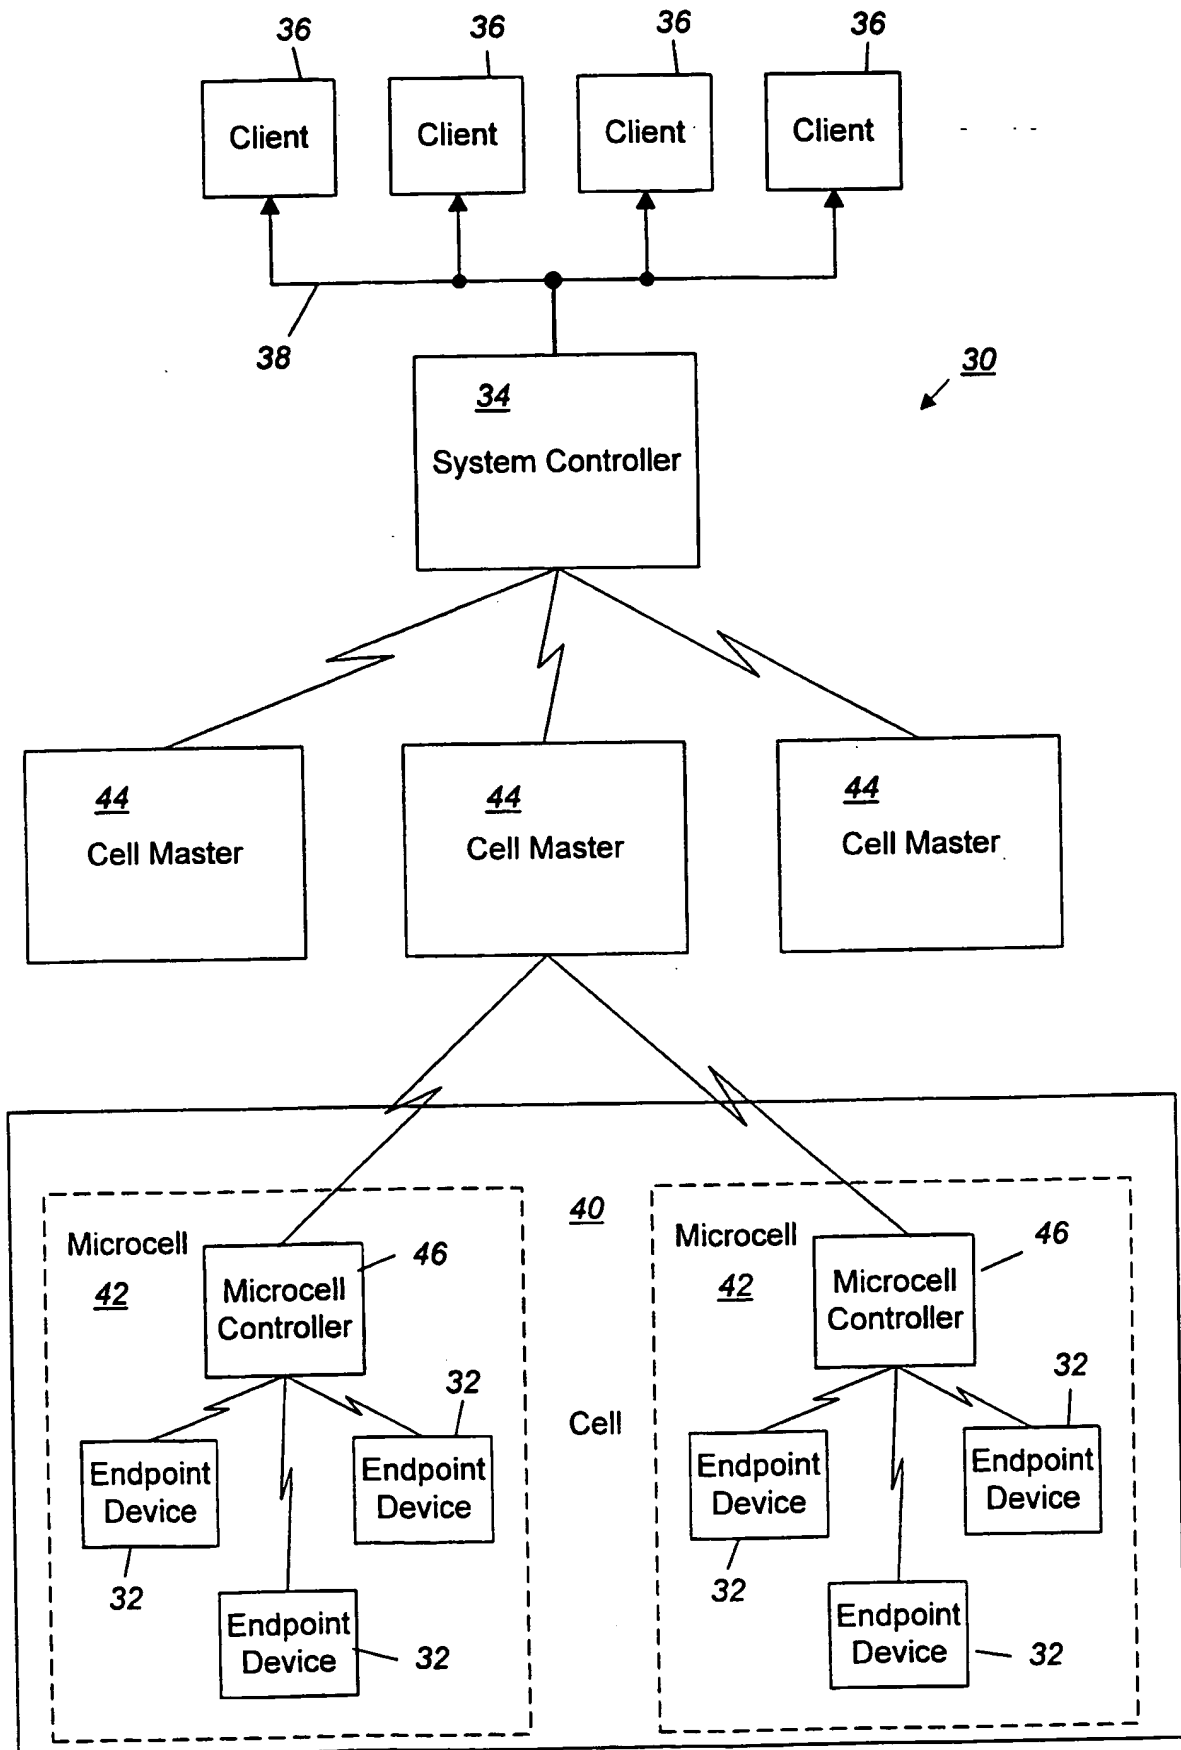 36 36 36 36
Client Client Client Client
38
30
34
System Controller
44
Cell Master
44
Cell Master
44
Cell Master
40
Cell
Microcell
42
46
Microcell
Controller
32
Endpoint
Device
32
Endpoint
Device
Endpoint
Device
32
Microcell
42
46
Microcell
Controller
32
Endpoint
Device
32
Endpoint
Device
Endpoint
Device
32